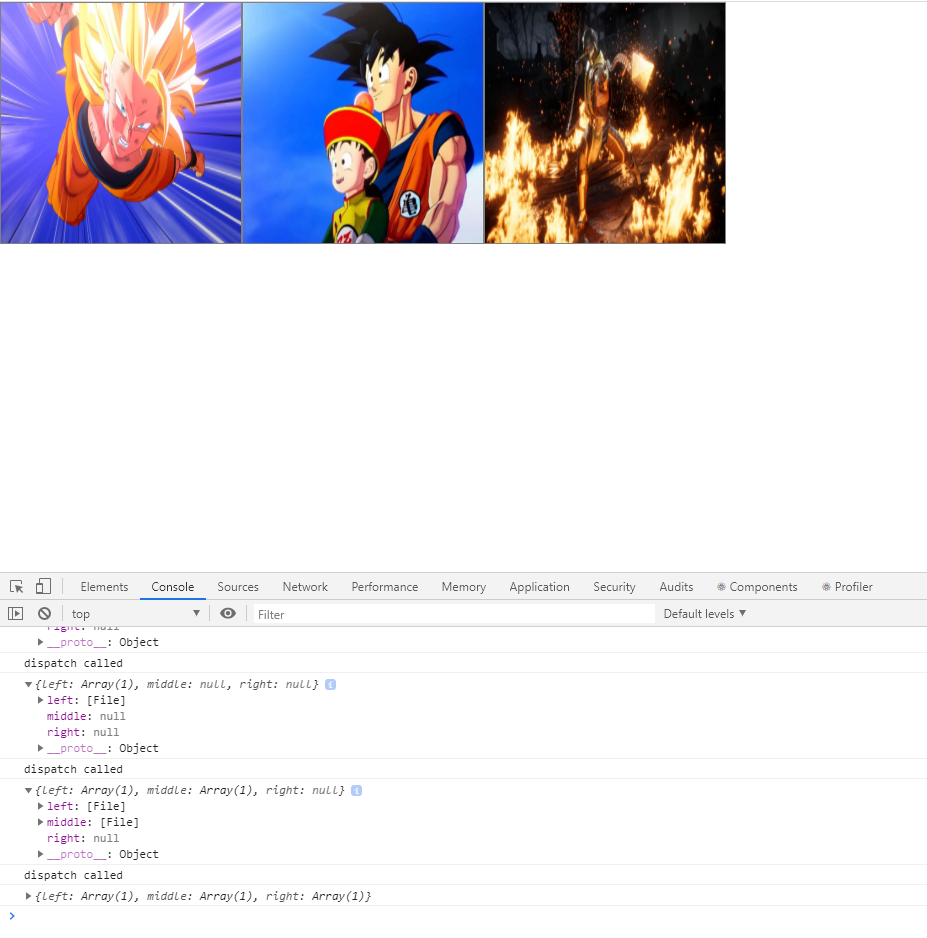 Elements Console Sources Network Performance Memory Application Security Audits Components Profiler
top Filter Default levels
right: null
__proto__: Object
dispatch called
{left: Array(1), middle: null, right: null} i
left: [File]
middle: null
right: null
__proto__: Object
dispatch called
{left: Array(1), middle: Array(1), right: null} i
left: [File]
middle: [File]
right: null
__proto__: Object
dispatch called
{left: Array(1), middle: Array(1), right: Array(1)}